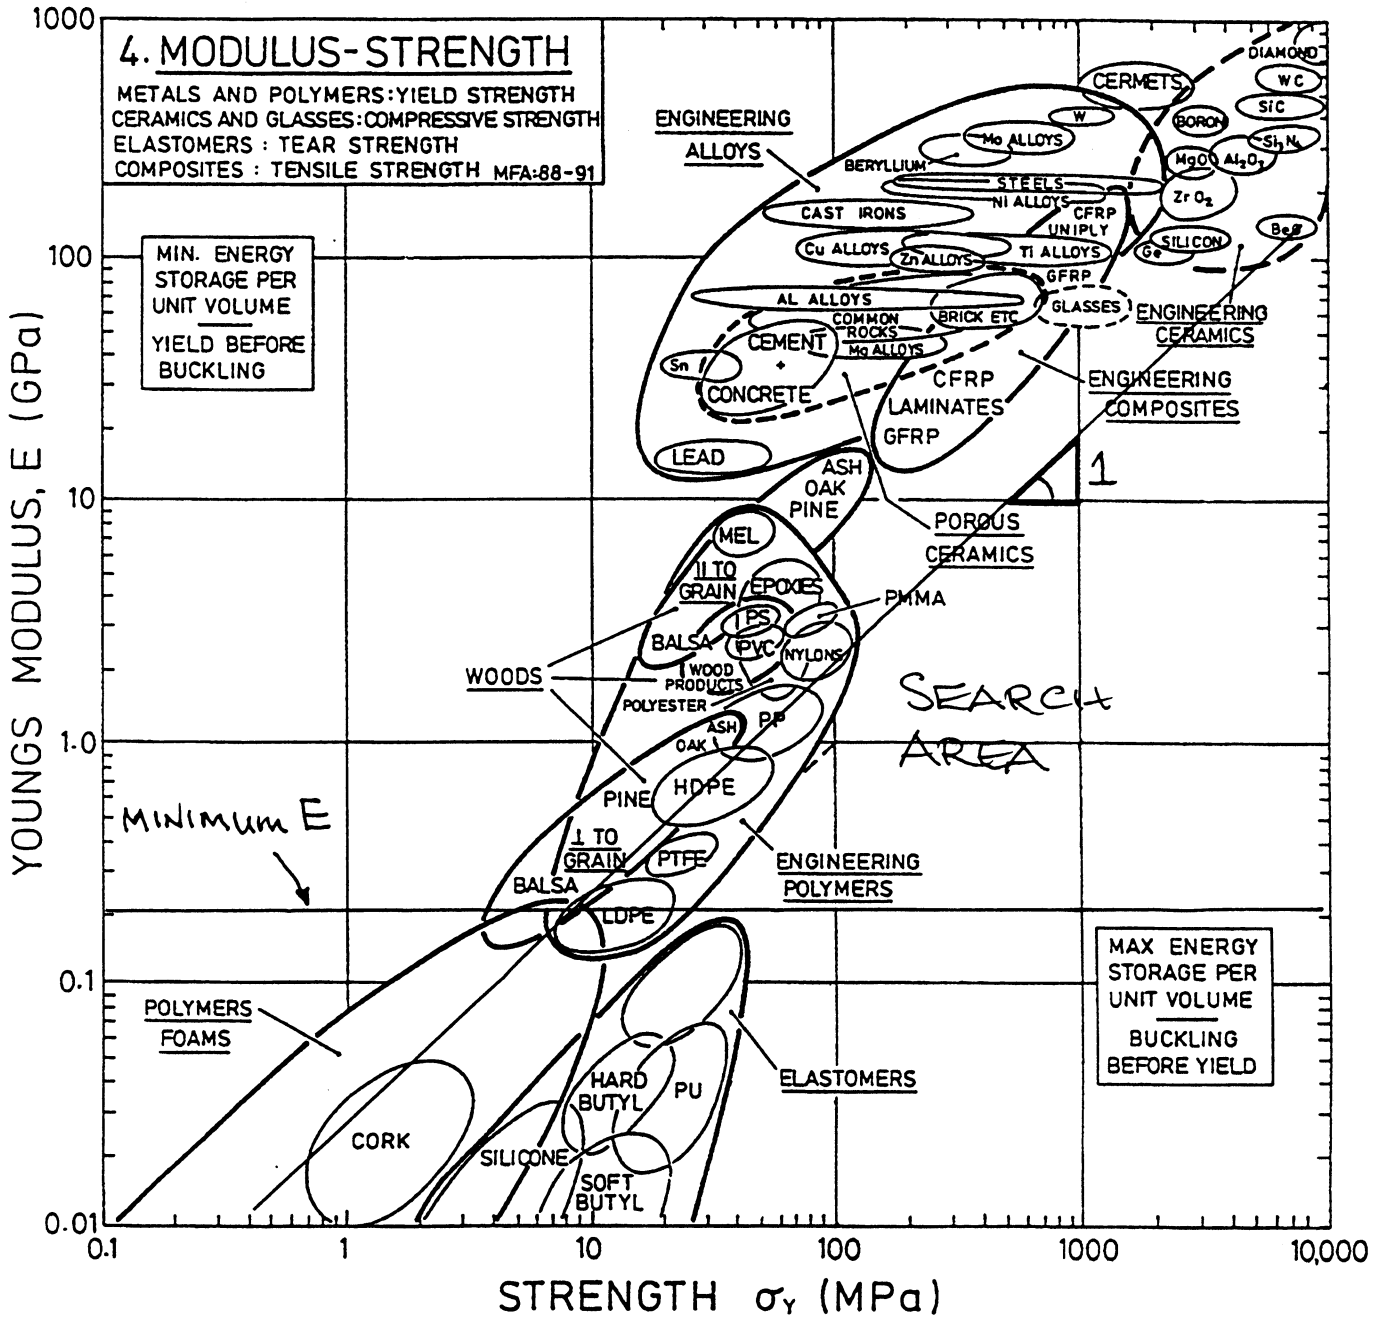 4. MODULUS-STRENGTH
METALS AND POLYMERS:YIELD STRENGTH
CERAMICS AND GLASSES:COMPRESSIVE STRENGTH
ELASTOMERS : TEAR STRENGTH
COMPOSITES : TENSILE STRENGTH MFA:88-91
MIN. ENERGY
STORAGE PER
UNIT VOLUME
YIELD BEFORE
BUCKLING
ENGINEERING
ALLOYS
CERMETS
DIAMOND
WC
SiC
BORON
Si₃N₄
W
Mo ALLOYS
BERYLLIUM
MgO
Al₂O₃
STEELS
Ni ALLOYS
ZrO₂
CAST IRONS
CFRP
UNIPLY
BeO
SILICON
Ge
Cu ALLOYS
Zn ALLOYS
Ti ALLOYS
GFRP
AL ALLOYS
BRICK ETC
GLASSES
ENGINEERING
CERAMICS
COMMON
ROCKS
CEMENT
+
CONCRETE
Mg ALLOYS
Sn
CFRP
LAMINATES
GFRP
ENGINEERING
COMPOSITES
LEAD
1
ASH
OAK
PINE
POROUS
CERAMICS
MEL
II TO
GRAIN
EPOXIES
PMMA
PS
BALSA
PVC
NYLONS
WOOD
PRODUCTS
WOODS
POLYESTER
PP
SEARCH
AREA
ASH
OAK
HDPE
PINE
MINIMUM E
⊥ TO
GRAIN
PTFE
ENGINEERING
POLYMERS
BALSA
LDPE
MAX ENERGY
STORAGE PER
UNIT VOLUME
BUCKLING
BEFORE YIELD
POLYMERS
FOAMS
ELASTOMERS
HARD
BUTYL
PU
CORK
SILICONE
SOFT
BUTYL
YOUNGS MODULUS, E (GPa)
1000
100
10
1.0
0.1
0.01
0.1
1
10
100
1000
10,000
STRENGTH σY (MPa)